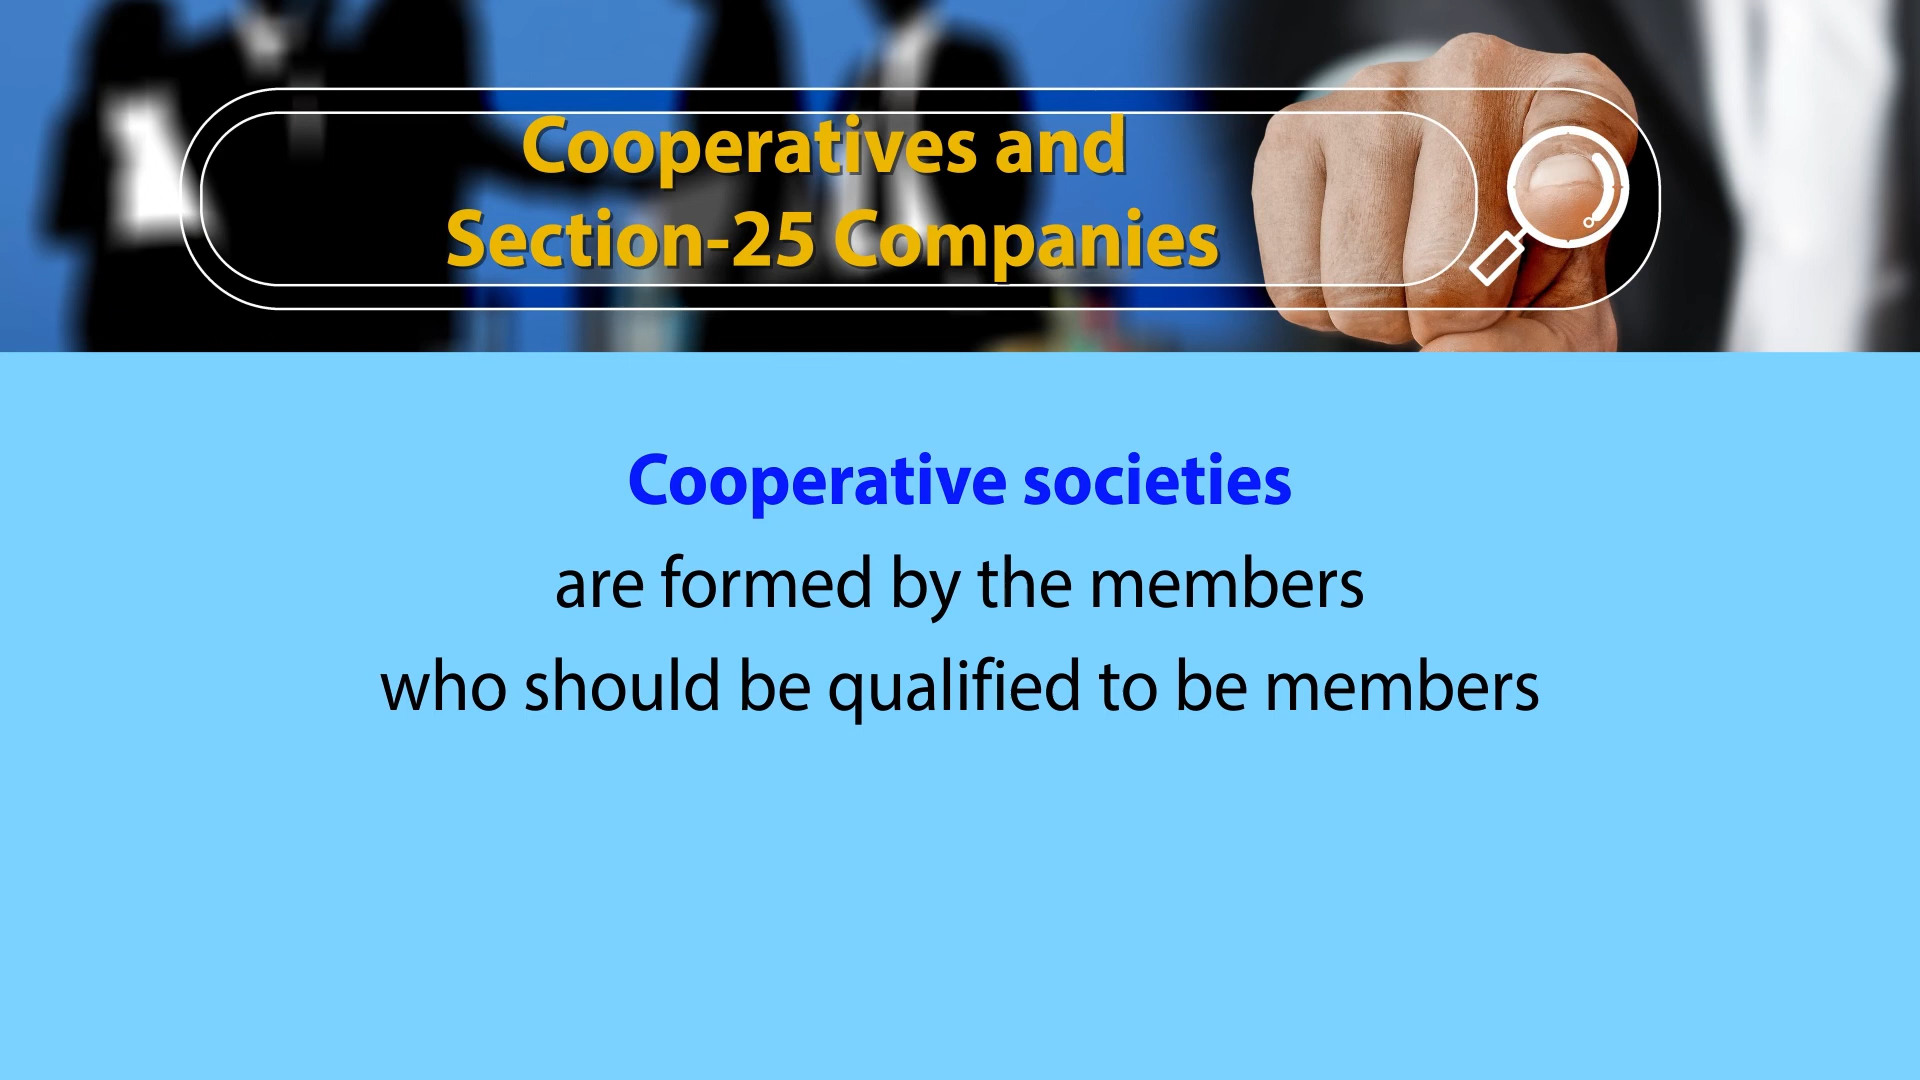 Cooperatives and
Section-25 Companies
Cooperative societies
are formed by the members
who should be qualified to be members